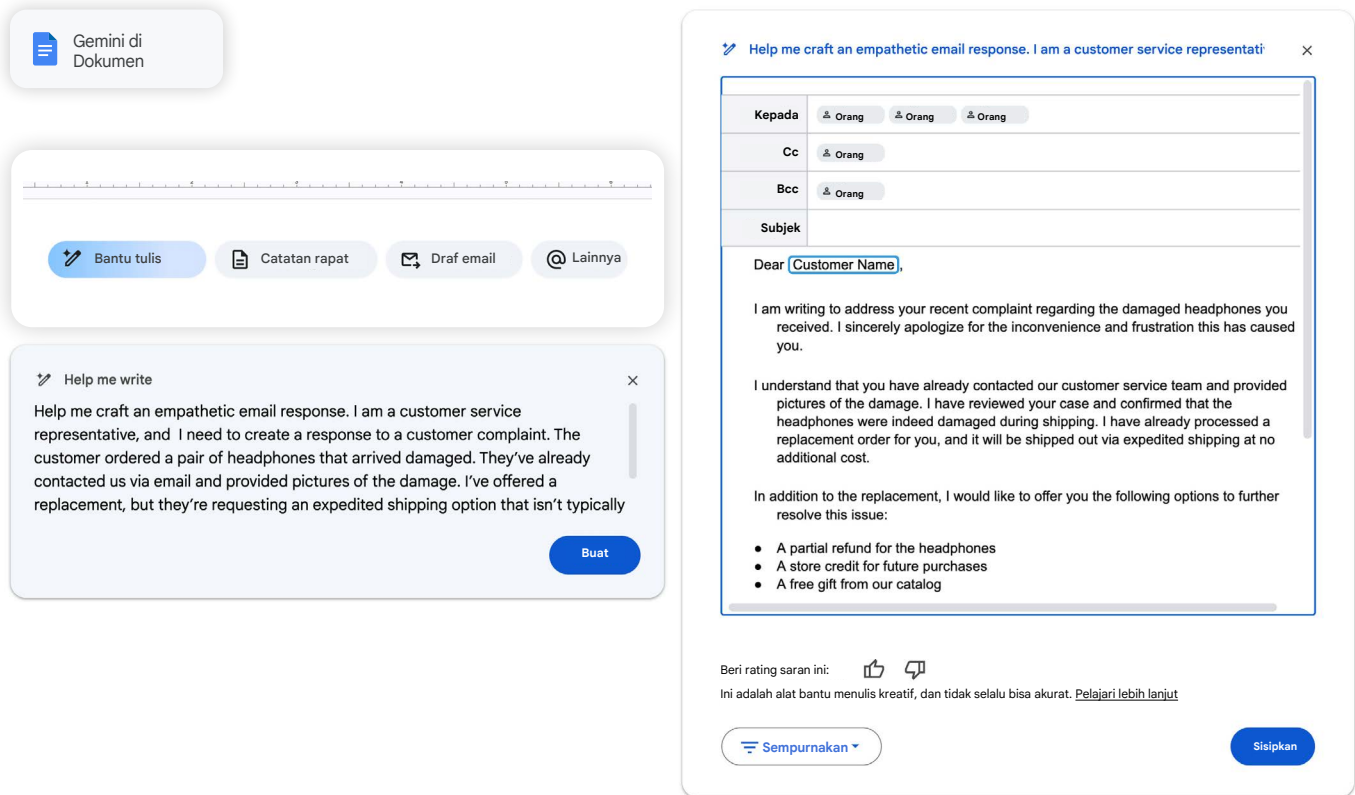 Gemini di
Dokumen
Bantu tulis
Catatan rapat
Draf email
Lainnya
Help me write
Help me craft an empathetic email response. I am a customer service
representative, and I need to create a response to a customer complaint. The
customer ordered a pair of headphones that arrived damaged. They’ve already
contacted us via email and provided pictures of the damage. I’ve offered a
replacement, but they’re requesting an expedited shipping option that isn’t typically
Buat
Help me craft an empathetic email response. I am a customer service representati
Kepada Orang Orang Orang
Cc Orang
Bcc Orang
Subjek
Dear Customer Name,
I am writing to address your recent complaint regarding the damaged headphones you
received. I sincerely apologize for the inconvenience and frustration this has caused
you.
I understand that you have already contacted our customer service team and provided
pictures of the damage. I have reviewed your case and confirmed that the
headphones were indeed damaged during shipping. I have already processed a
replacement order for you, and it will be shipped out via expedited shipping at no
additional cost.
In addition to the replacement, I would like to offer you the following options to further
resolve this issue:
● A partial refund for the headphones
● A store credit for future purchases
● A free gift from our catalog
Beri rating saran ini:
Ini adalah alat bantu menulis kreatif, dan tidak selalu bisa akurat. Pelajari lebih lanjut
Sempurnakan
Sisipkan